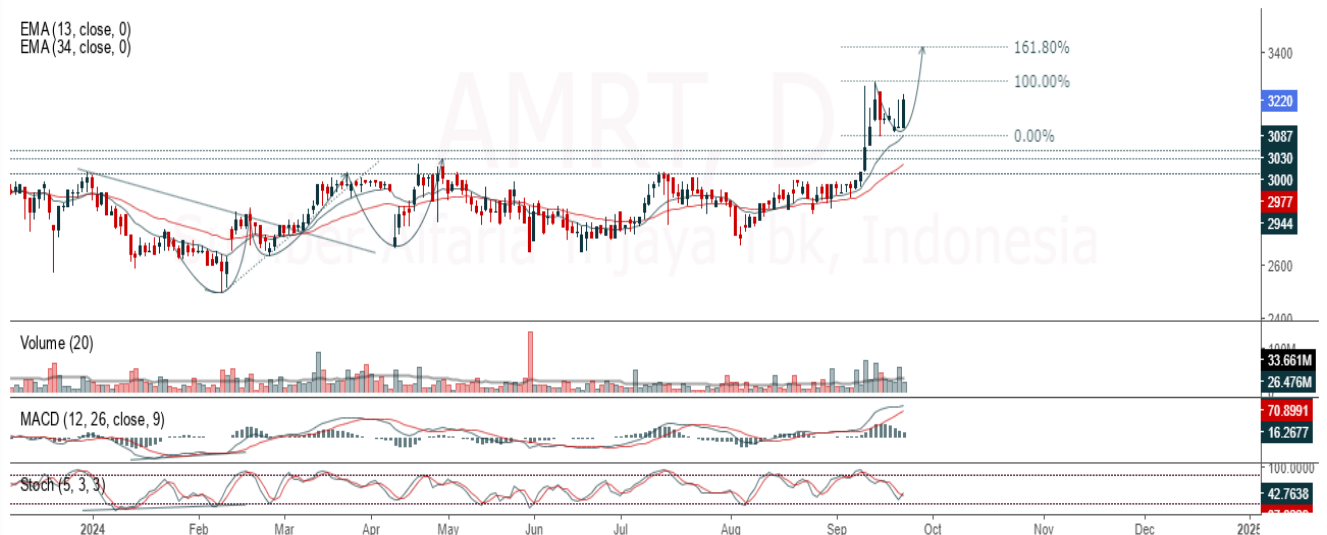 EMA (13, close, 0)
EMA (34, close, 0)
AMRT, D
Alfaria Trijaya Tbk, Indonesia
161.80%
100.00%
0.00%
3400
3220
3087
3030
3000
2977
2944
2600
2400
Volume (20)
100M
33.661M
26.476M
MACD (12, 26, close, 9)
70.8991
16.2677
Stoch (5, 3, 3)
100.0000
42.7638
2024
Feb
Mar
Apr
May
Jun
Jul
Aug
Sep
Oct
Nov
Dec
2025